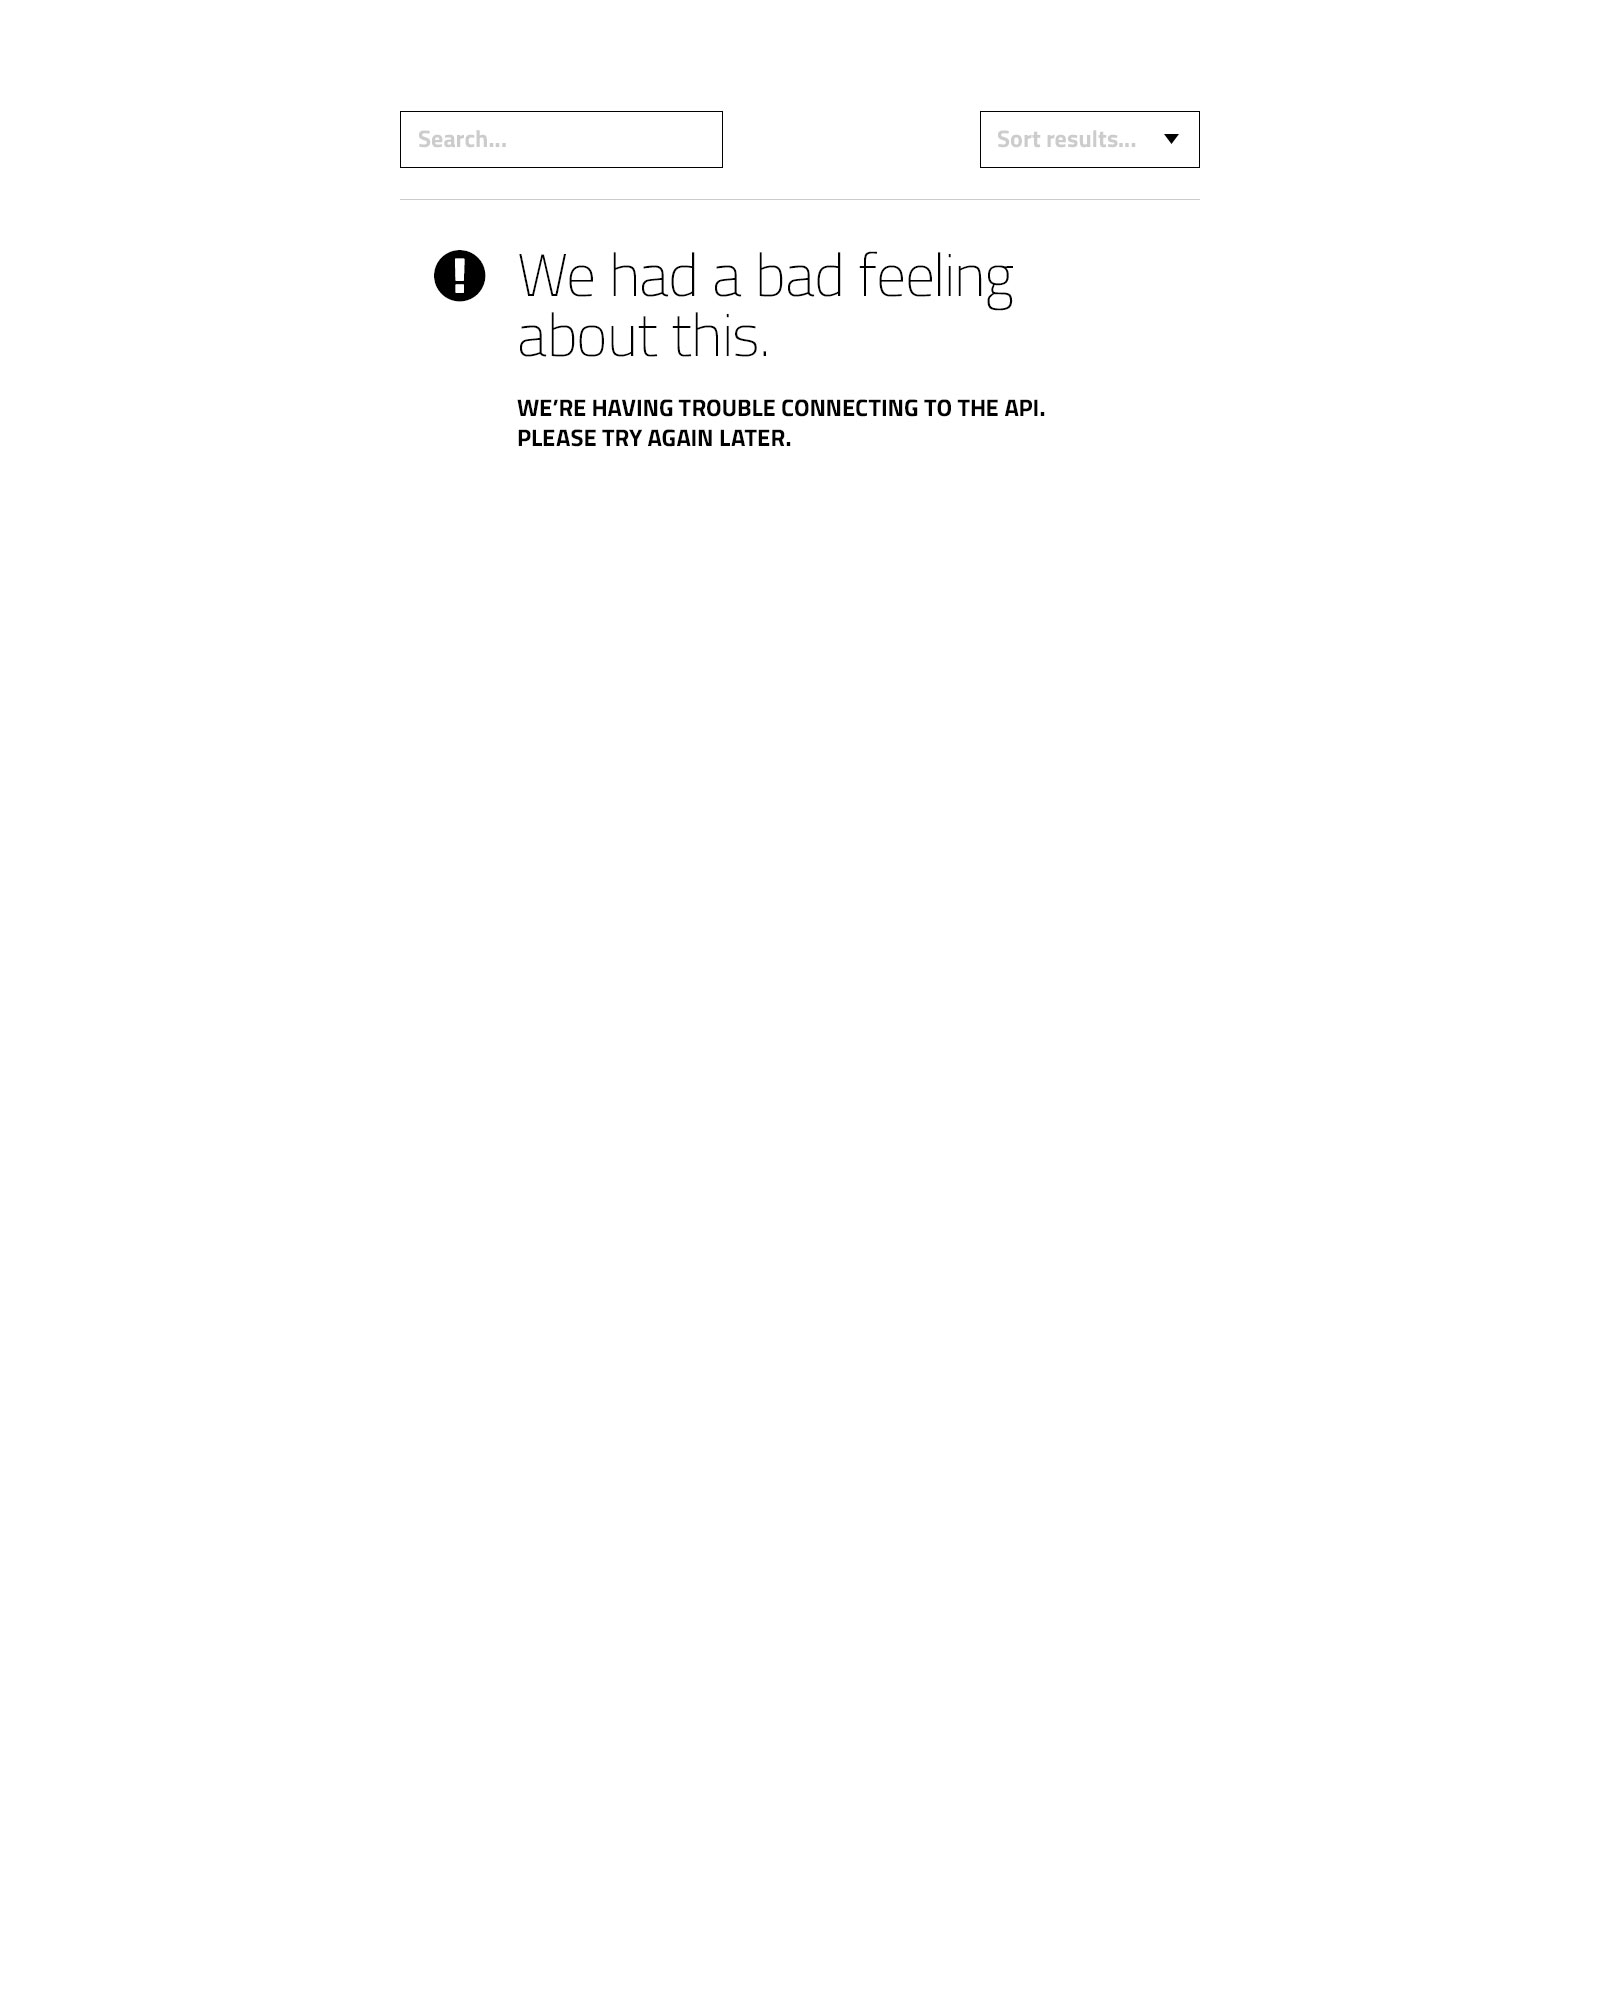 Search...
Sort results...
We had a bad feeling
about this.
WE’RE HAVING TROUBLE CONNECTING TO THE API.
PLEASE TRY AGAIN LATER.